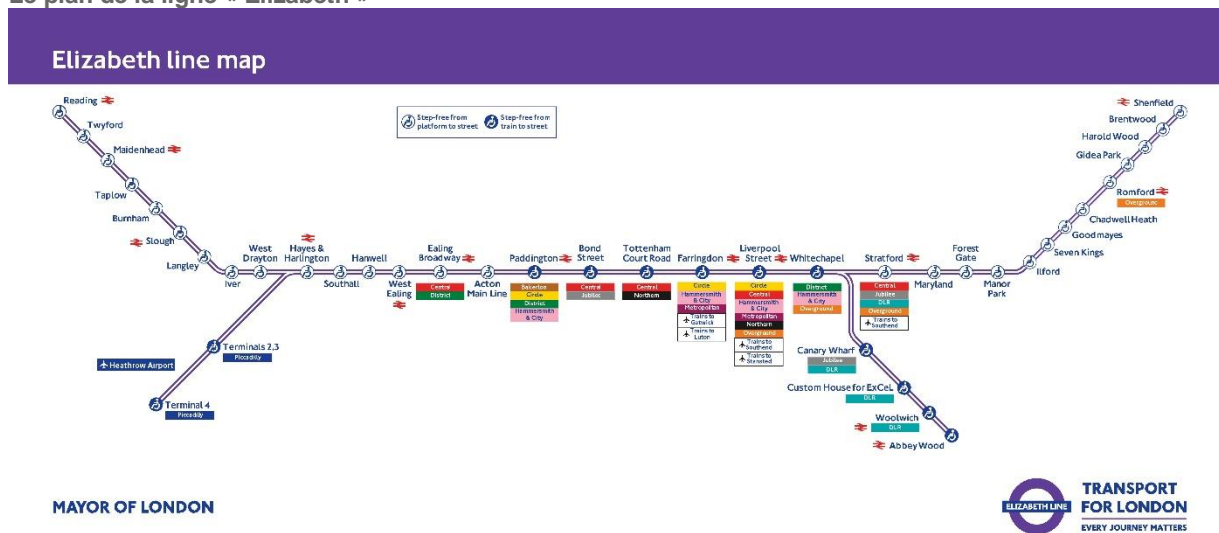 Le plan de la ligne « Elizabeth »
Elizabeth line map
Step-free from
platform to street
Step-free from
train to street
Reading
Twyford
Maidenhead
Taplow
Burnham
Slough
Langley
Iver
West
Drayton
Hayes &
Harlington
Southall
Hanwell
West
Ealing
Ealing
Broadway
Central
District
Acton
Main Line
Paddington
Bakerloo
Circle
District
Hammersmith
& City
Bond
Street
Central
Jubilee
Tottenham
Court Road
Central
Northern
Farringdon
Circle
Hammersmith
& City
Metropolitan
Trains to
Gatwick
Trains to
Luton
Liverpool
Street
Circle
Central
Hammersmith
& City
Metropolitan
Northern
Overground
Trains to
Southend
Trains to
Stansted
Whitechapel
District
Hammersmith
& City
Overground
Stratford
Central
Jubilee
DLR
Overground
Trains to
Southend
Maryland
Forest
Gate
Manor
Park
Ilford
Seven Kings
Goodmayes
Chadwell Heath
Romford
Overground
Gidea Park
Harold Wood
Brentwood
Shenfield
Terminals 2,3
Piccadilly
Heathrow Airport
Terminal 4
Piccadilly
Canary Wharf
Jubilee
DLR
Custom House for ExCeL
DLR
Woolwich
DLR
Abbey Wood
MAYOR OF LONDON
ELIZABETH LINE
TRANSPORT
FOR LONDON
EVERY JOURNEY MATTERS